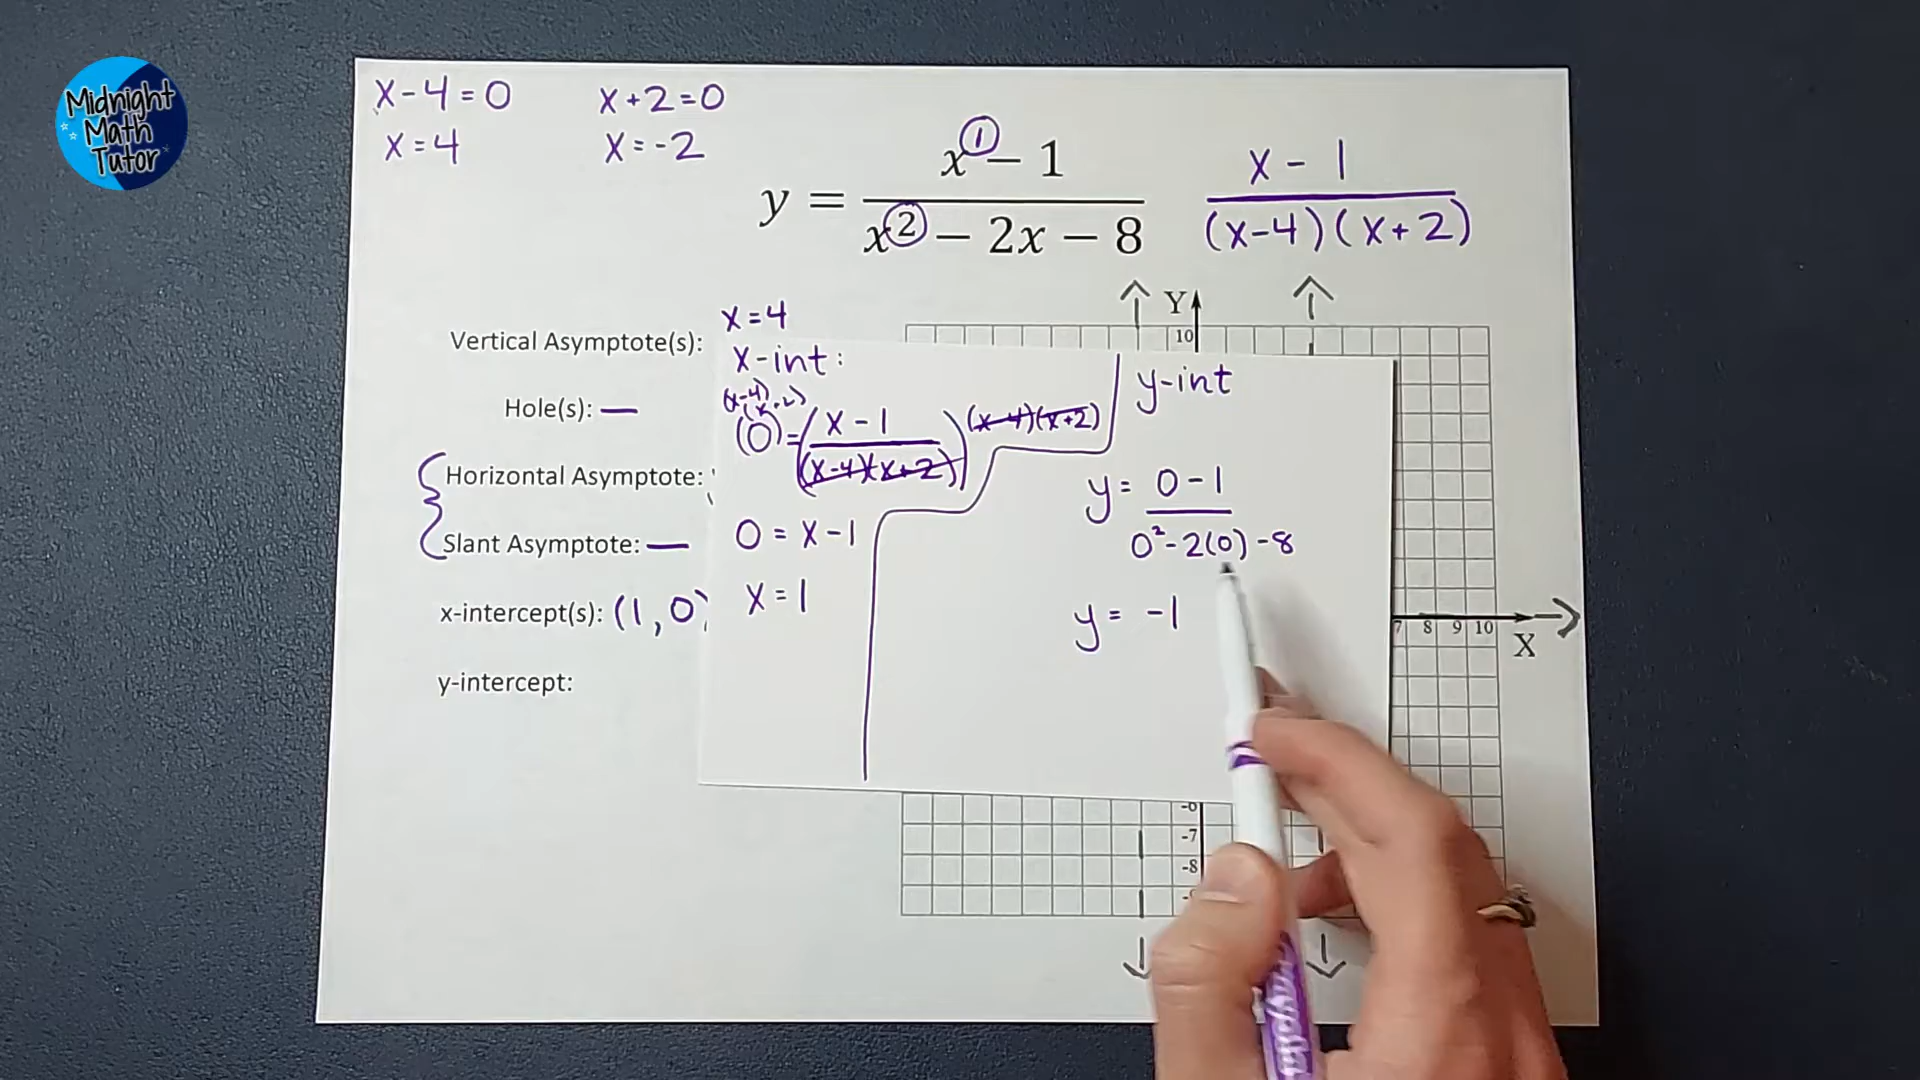 Midnight
Math
Tutor
x-4=0
x=4
x+2=0
x=-2
y = (x^1 - 1)/(x^2 - 2x - 8)
(x-1)/((x-4)(x+2))
Vertical Asymptote(s): x=4
Hole(s): —
Horizontal Asymptote:
Slant Asymptote: —
x-intercept(s): (1,0)
y-intercept:
x-int:
(x-4)(x+2)(0)=((x-1)/((x-4)(x+2)))(x-4)(x+2)
0=x-1
x=1
y-int
y=(0-1)/(0²-2(0)-8)
y= -1
Y
10
7 8 9 10
X
-6
-7
-8